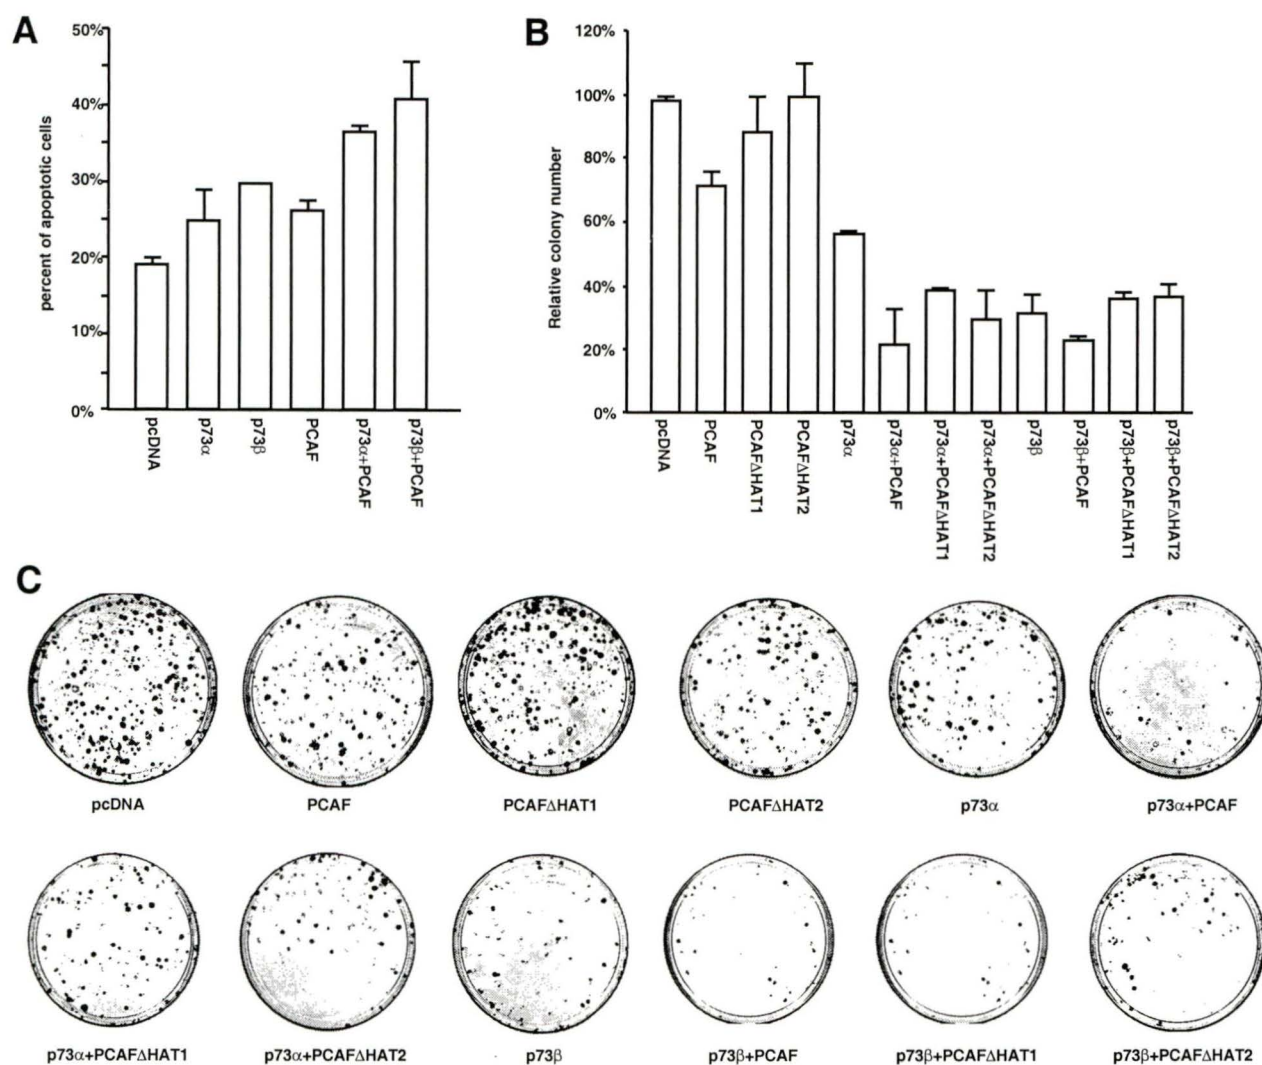 A
50%
40%
30%
20%
10%
0%
percent of apoptotic cells
pcDNA
p73α
p73β
PCAF
p73α+PCAF
p73β+PCAF
B
120%
100%
80%
60%
40%
20%
0%
Relative colony number
pcDNA
PCAF
PCAFΔHAT1
PCAFΔHAT2
p73α
p73α+PCAF
p73α+PCAFΔHAT1
p73α+PCAFΔHAT2
p73β
p73β+PCAF
p73β+PCAFΔHAT1
p73β+PCAFΔHAT2
C
pcDNA
PCAF
PCAFΔHAT1
PCAFΔHAT2
p73α
p73α+PCAF
p73α+PCAFΔHAT1
p73α+PCAFΔHAT2
p73β
p73β+PCAF
p73β+PCAFΔHAT1
p73β+PCAFΔHAT2